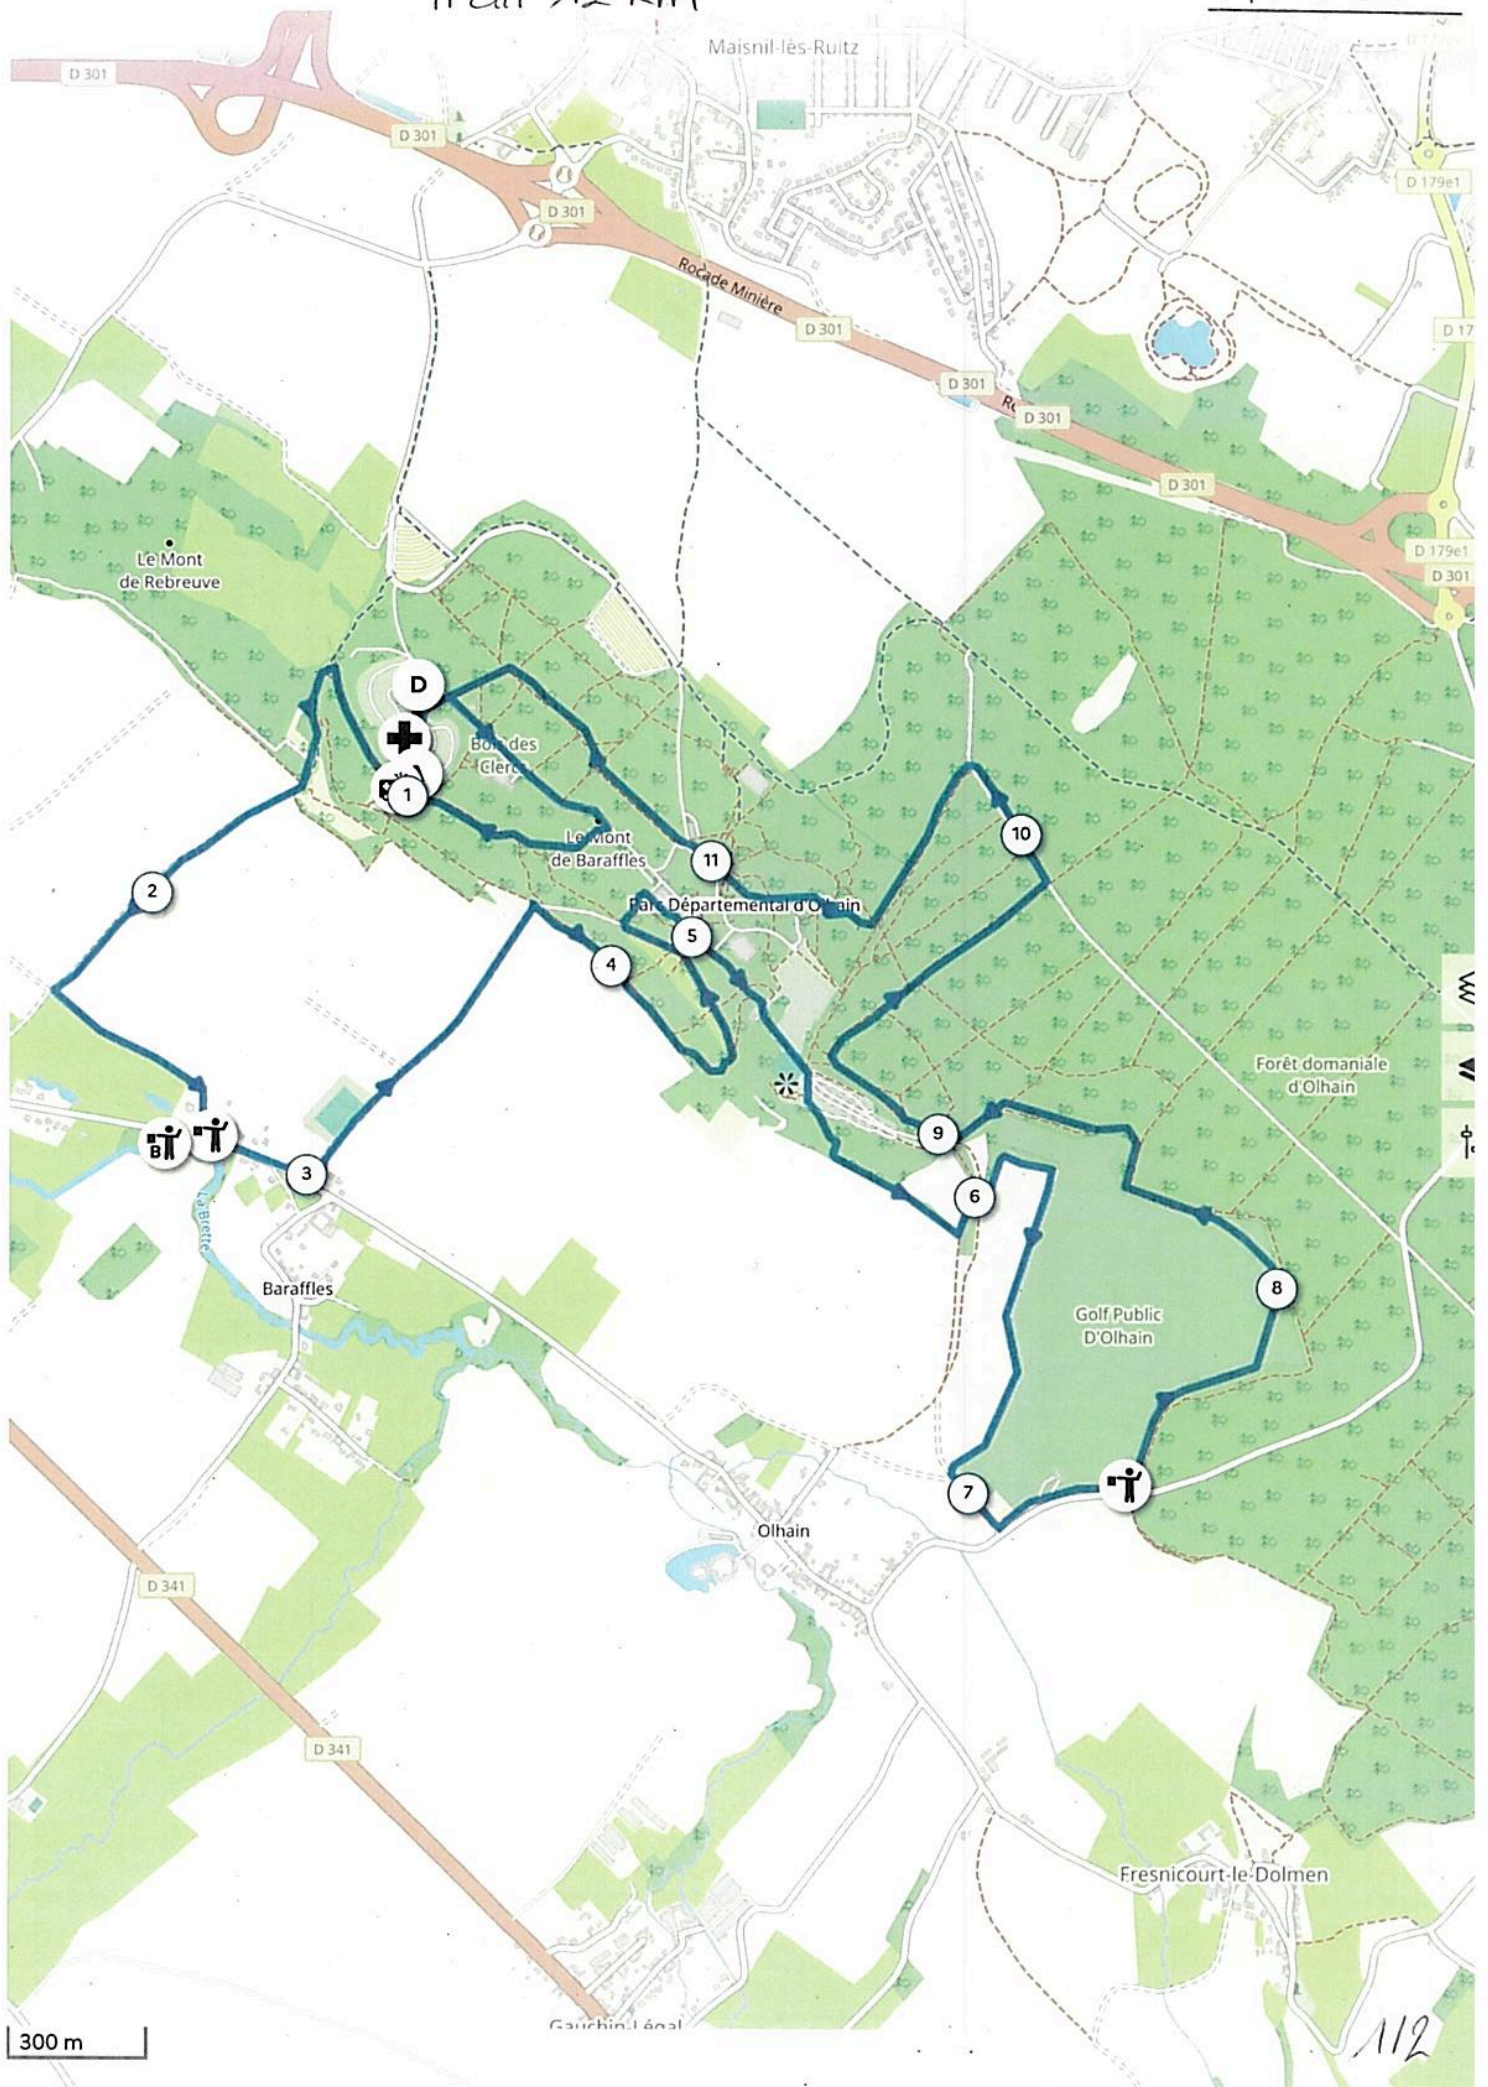 Trail 12 km
Maisnil-lès-Ruitz
D 301
D 301
D 179e1
D 301
Rocade Minière
D 301
D 17
D 301
D 301
D 301
Le Mont
de Rebreuve
D 179e1
D 301
D
Bois des
Clercs
1
Le Mont
de Baraffles
10
11
2
Parc Départemental d'Olhain
5
4
Forêt domaniale
d'Olhain
9
B
3
6
La Brette
Baraffles
8
Golf Public
D'Olhain
7
Olhain
D 341
D 341
Fresnicourt-le-Dolmen
Gauchin-Légal
300 m
1/2